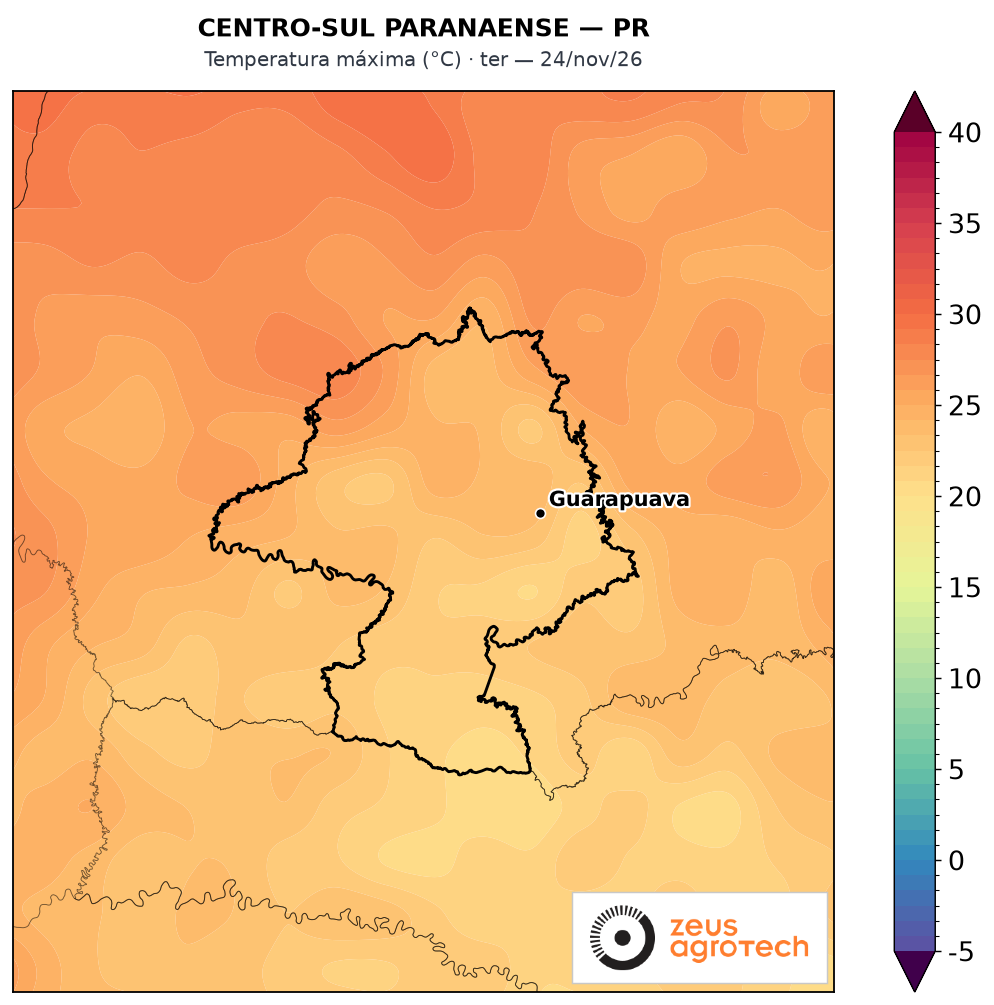 CENTRO-SUL PARANAENSE — PR
Temperatura máxima (°C) · ter — 24/nov/26
40
35
30
25
20
15
10
5
0
-5
Guarapuava
zeus
agroTech